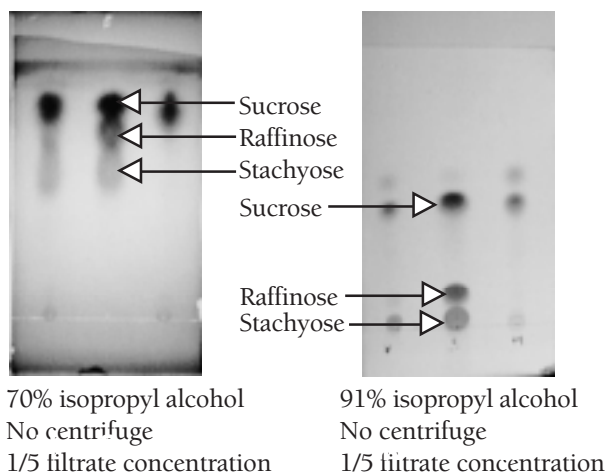 Sucrose
Raffinose
Stachyose
Sucrose
Raffinose
Stachyose
70% isopropyl alcohol
No centrifuge
1/5 filtrate concentration
91% isopropyl alcohol
No centrifuge
1/5 filtrate concentration